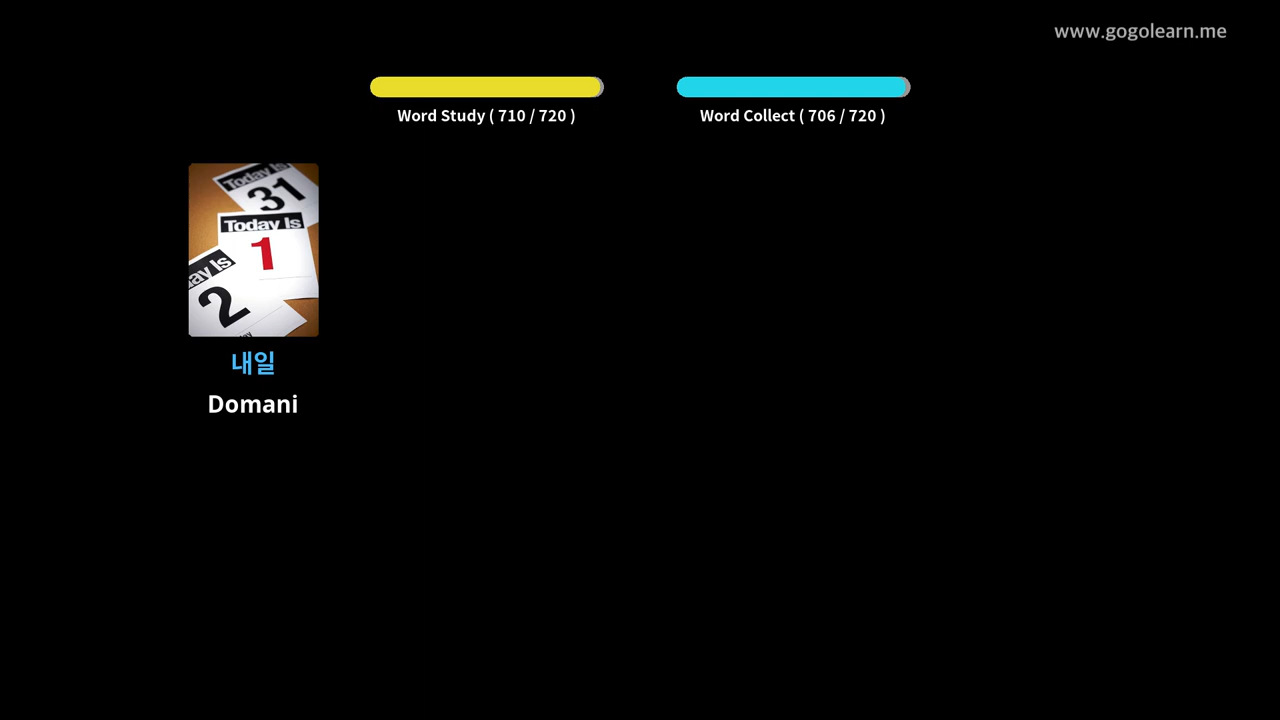 www.gogolearn.me
Word Study ( 710 / 720 )
Word Collect ( 706 / 720 )
Today Is
31
Today Is
1
ay Is
2
내일
Domani